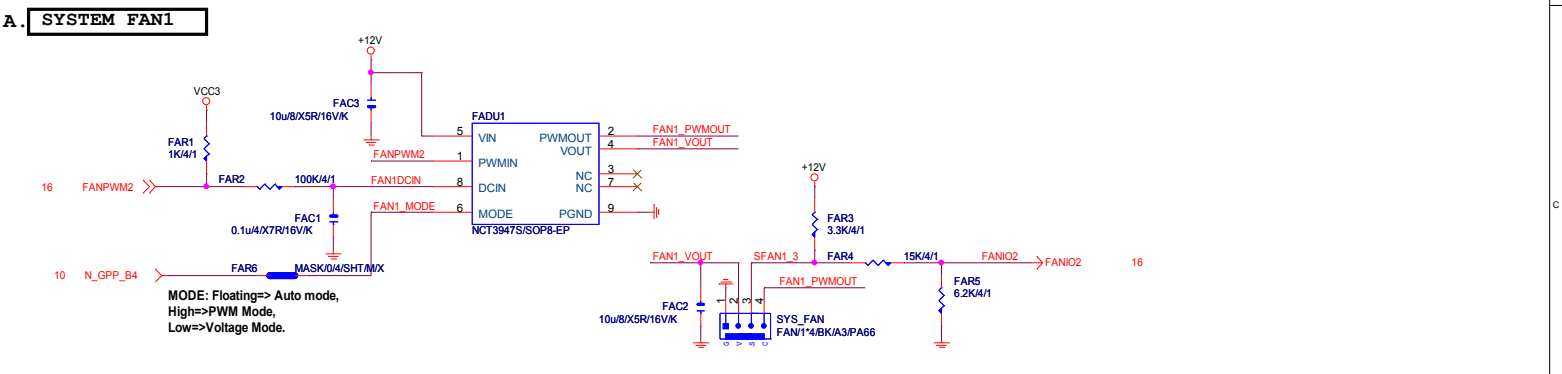 A. SYSTEM FAN1
+12V
VCC3
FAC3
10u/8/X5R/16V/K
FADU1
FAR1
1K/4/1
5 VIN
PWMOUT 2 FAN1_PWMOUT
VOUT 4 FAN1_VOUT
FANPWM2 1 PWMIN
NC 3
NC 7
16 FANPWM2 FAR2 100K/4/1 FAN1DCIN 8 DCIN
FAN1_MODE 6 MODE
PGND 9
NCT3947S/SOP8-EP
FAC1
0.1u/4/X7R/16V/K
+12V
FAR3
3.3K/4/1
10 N_GPP_B4 FAR6 MASK/0/4/SHT/M/X
MODE: Floating=> Auto mode,
High=>PWM Mode,
Low=>Voltage Mode.
FAN1_VOUT SFAN1_3 FAR4 15K/4/1 FANIO2 FANIO2 16
FAN1_PWMOUT
FAR5
6.2K/4/1
FAC2
10u/8/X5R/16V/K
1 2 3 4
SYS_FAN
FAN/1*4/BK/A3/PA66
G V S C
C